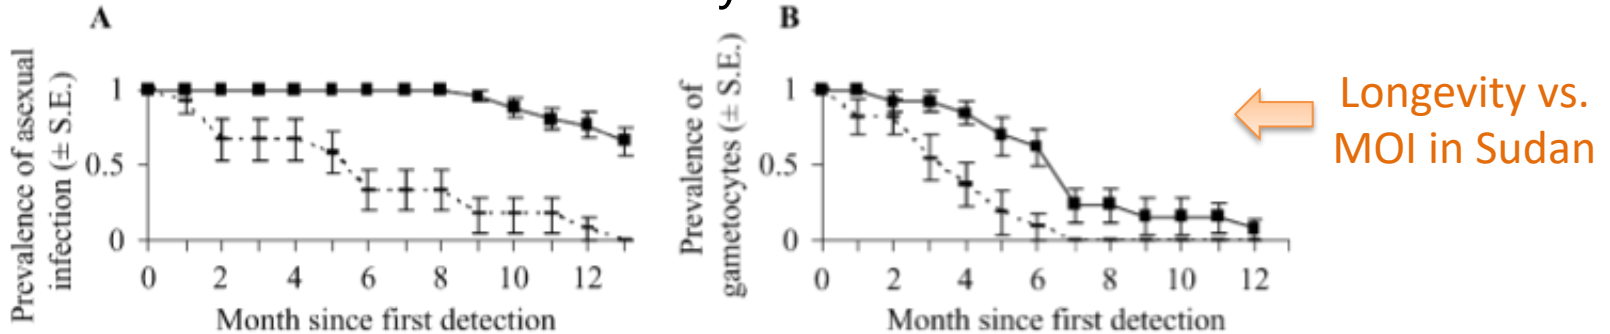 A
Prevalence of asexual
infection (± S.E.)
1
0.5
0
0 2 4 6 8 10 12
Month since first detection
B
Prevalence of
gametocytes (± S.E.)
1
0.5
0
0 2 4 6 8 10 12
Month since first detection
Longevity vs.
MOI in Sudan